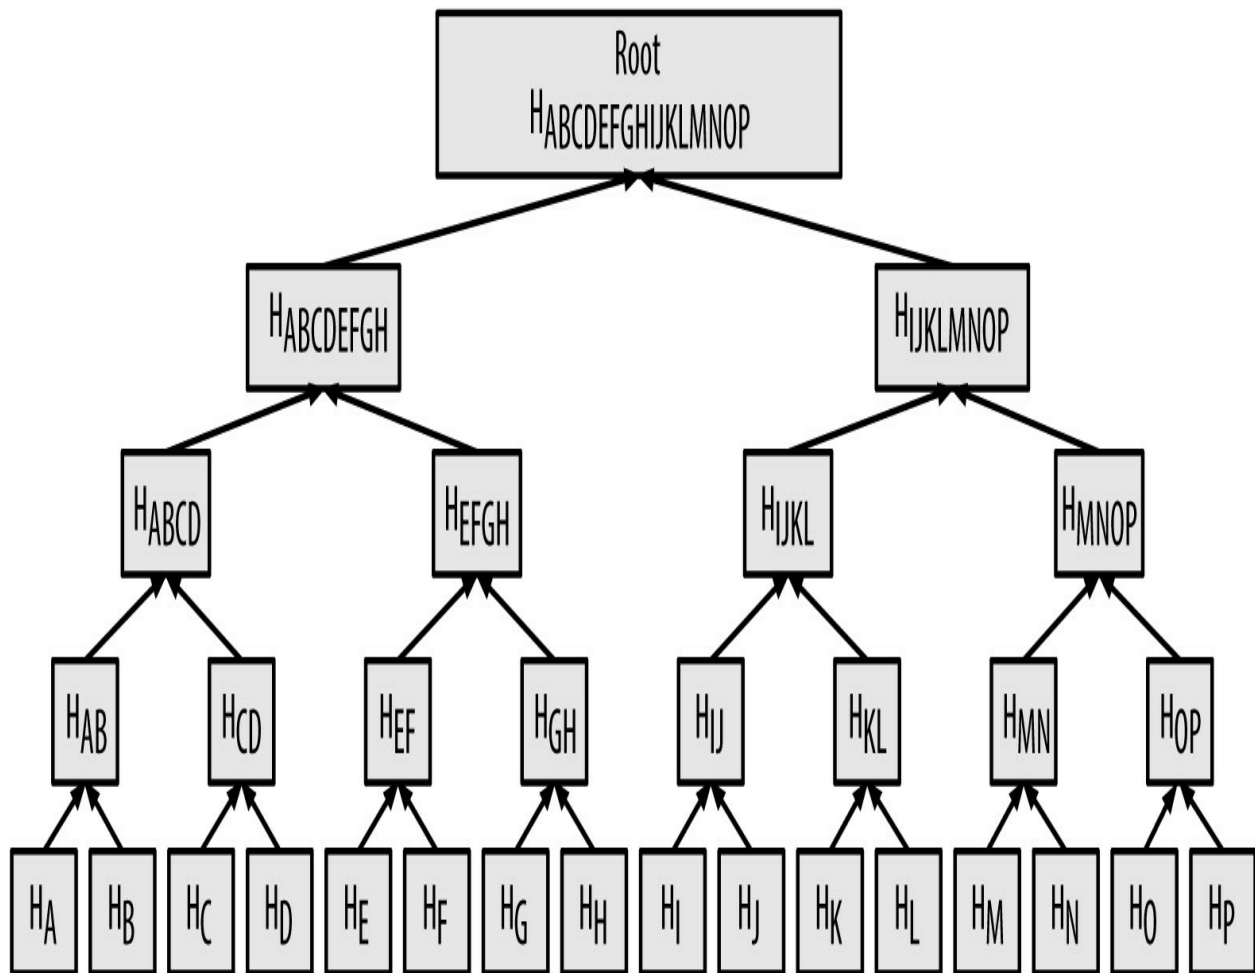 Root
HABCDEFGHIJKLMNOP
HABCDEFGH HIJKLMNOP
HABCD HEFGH HIJKL HMNOP
HAB HCD HEF HGH HIJ HKL HMN HOP
HA HB HC HD HE HF HG HH HI HJ HK HL HM HN HO HP